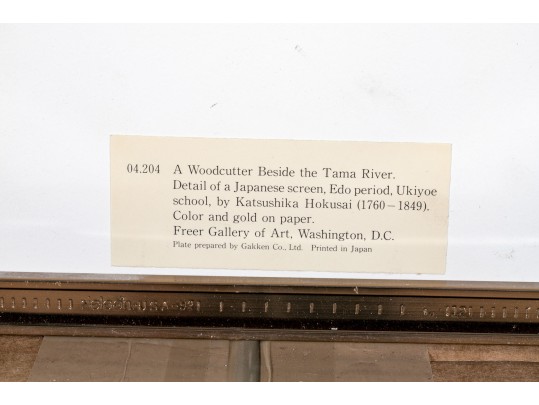 04.204 A Woodcutter Beside the Tama River.
Detail of a Japanese screen, Edo period, Ukiyoe
school, by Katsushika Hokusai (1760–1849).
Color and gold on paper.
Freer Gallery of Art, Washington, D.C.
Plate prepared by Gakken Co., Ltd. Printed in Japan